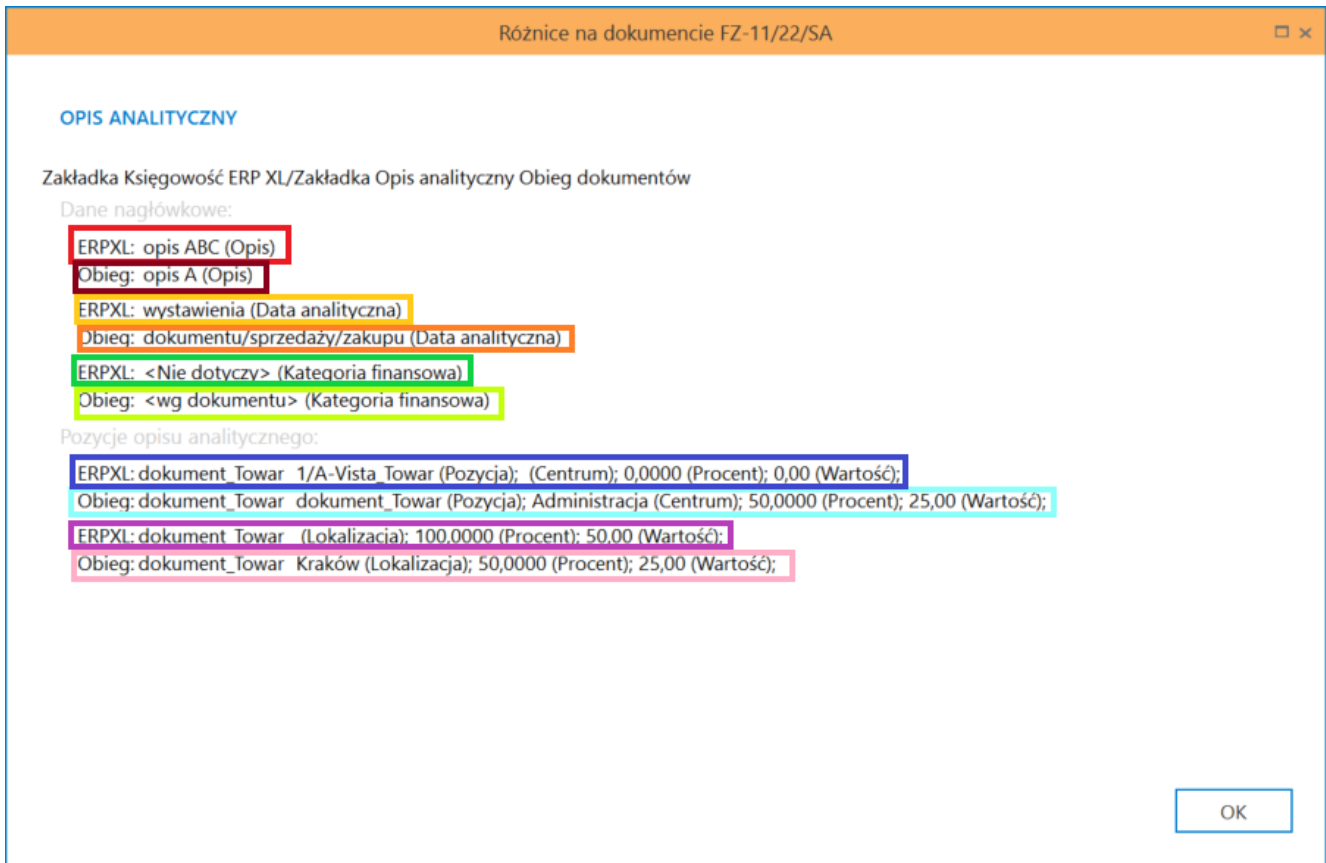 Różnice na dokumencie FZ-11/22/SA
OPIS ANALITYCZNY
Zakładka Księgowość ERP XL/Zakładka Opis analityczny Obieg dokumentów
Dane nagłówkowe:
ERPXL: opis ABC (Opis)
Obieg: opis A (Opis)
ERPXL: wystawienia (Data analityczna)
Obieg: dokumentu/sprzedaży/zakupu (Data analityczna)
ERPXL: <Nie dotyczy> (Kategoria finansowa)
Obieg: <wg dokumentu> (Kategoria finansowa)
Pozycje opisu analitycznego:
ERPXL: dokument_Towar 1/A-Vista_Towar (Pozycja); (Centrum); 0,0000 (Procent); 0,00 (Wartość);
Obieg: dokument_Towar dokument_Towar (Pozycja); Administracja (Centrum); 50,0000 (Procent); 25,00 (Wartość);
ERPXL: dokument_Towar (Lokalizacja); 100,0000 (Procent); 50,00 (Wartość);
Obieg: dokument_Towar Kraków (Lokalizacja); 50,0000 (Procent); 25,00 (Wartość);
OK